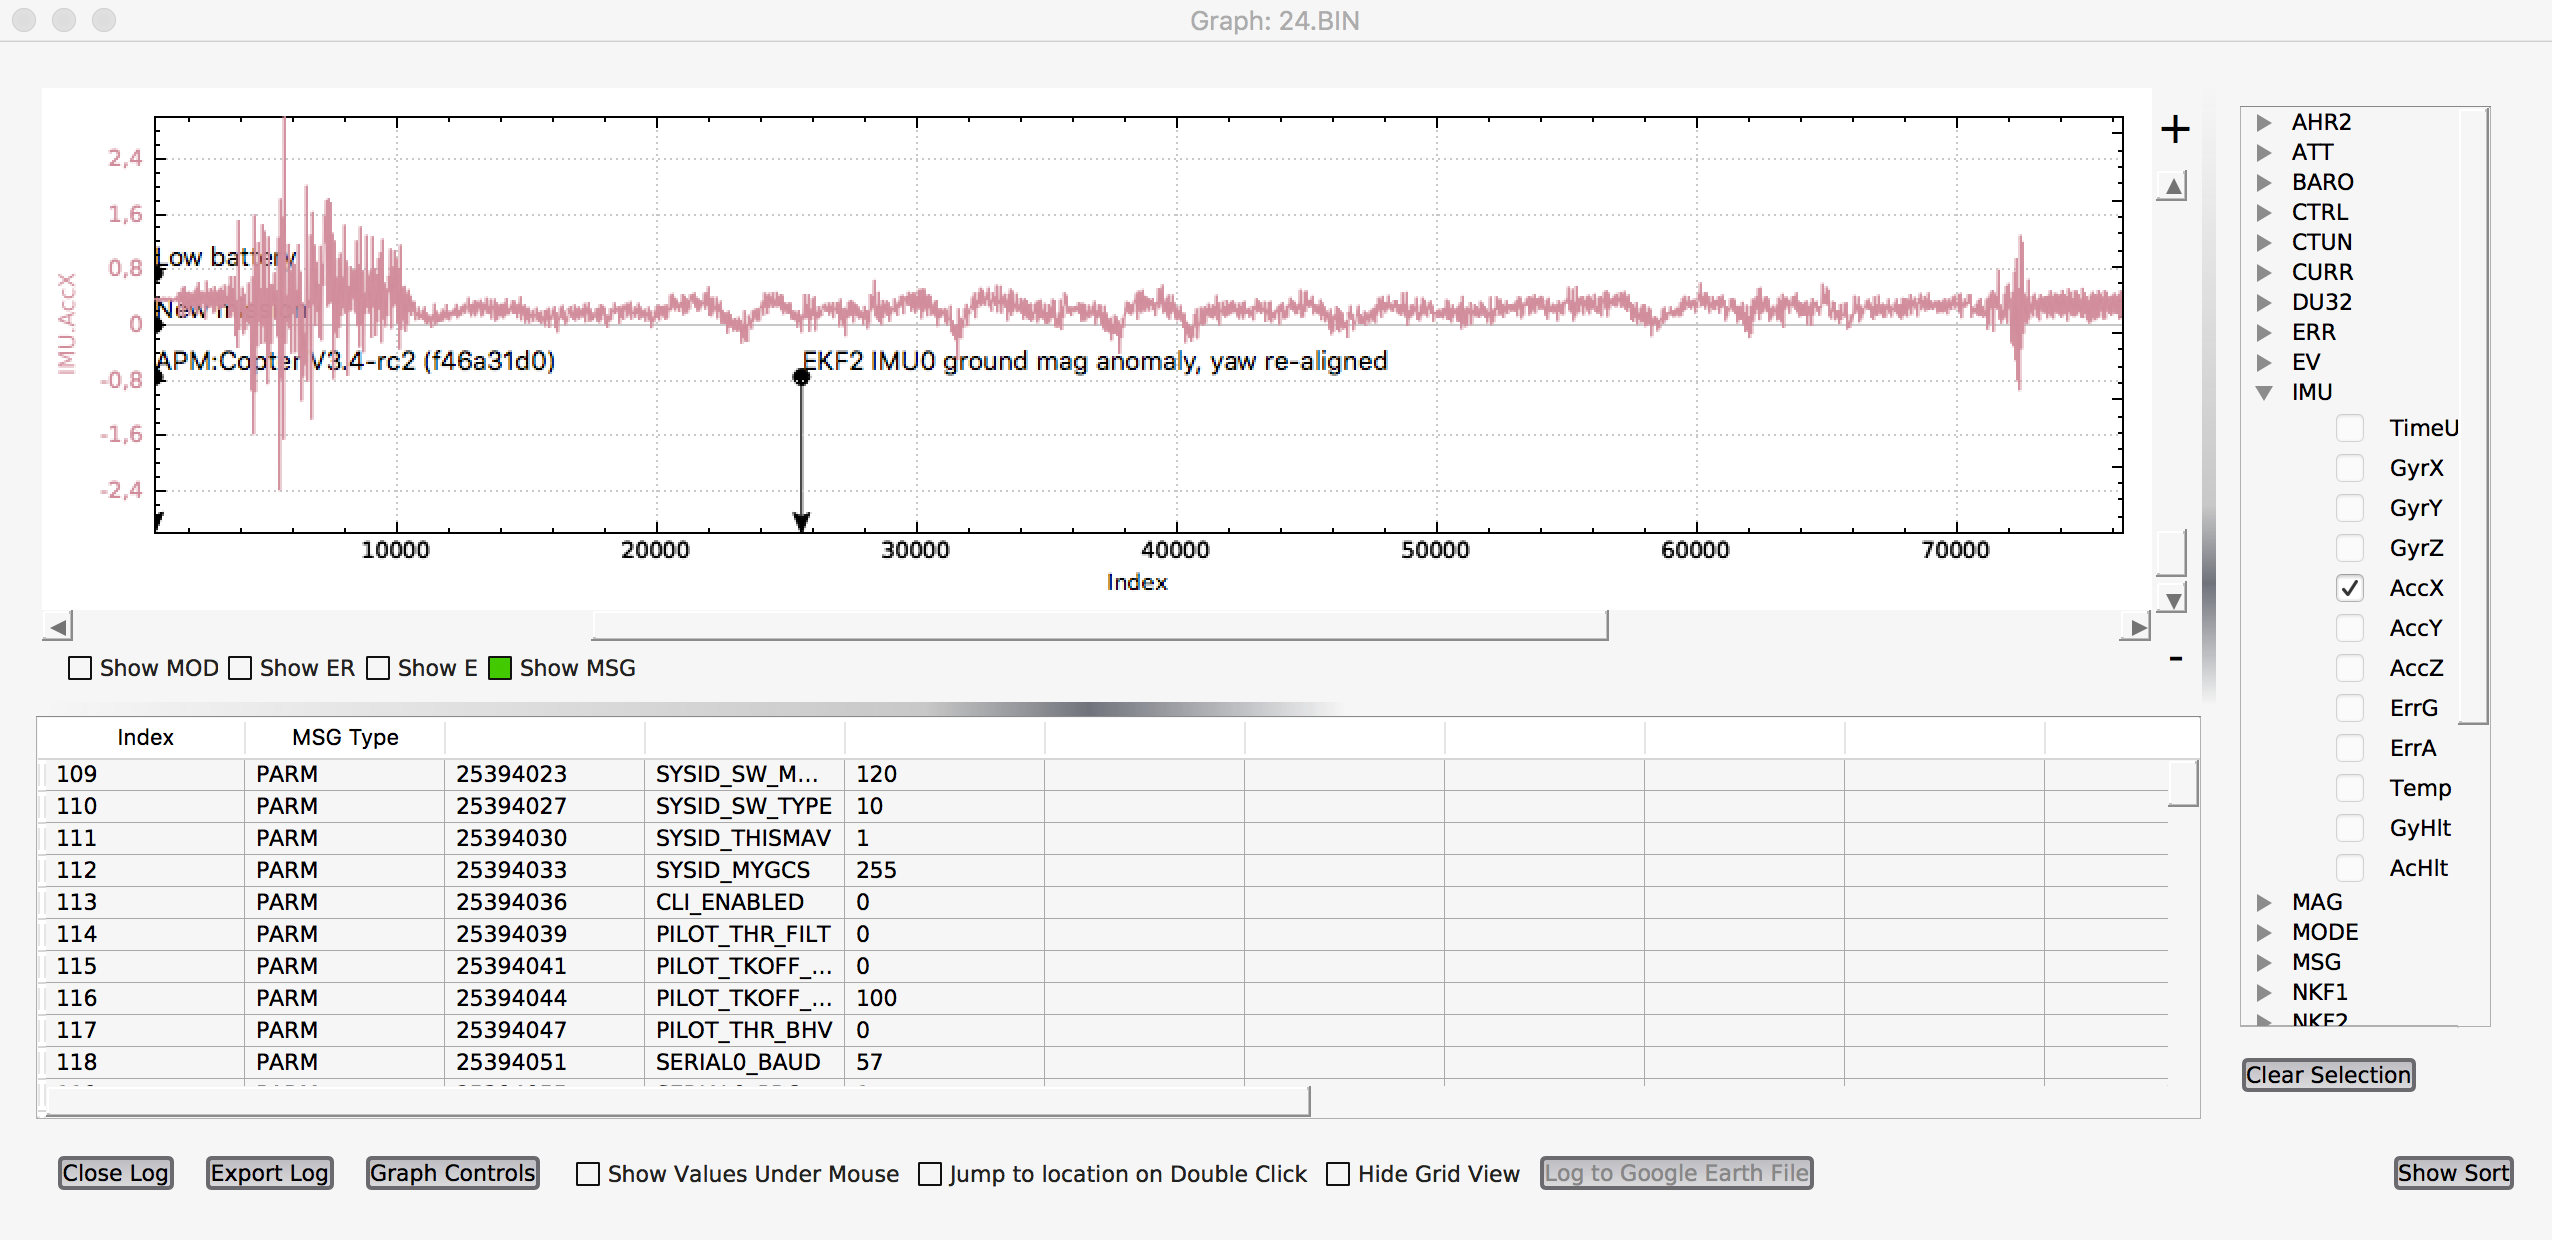 Graph: 24.BIN
2,4
1,6
0,8
0
-0,8
-1,6
-2,4
IMU.AccX
Low battery
New mission
APM:Copter V3.4-rc2 (f46a31d0)
EKF2 IMU0 ground mag anomaly, yaw re-aligned
10000 20000 30000 40000 50000 60000 70000
Index
+
-
Show MOD Show ER Show E Show MSG
AHR2
ATT
BARO
CTRL
CTUN
CURR
DU32
ERR
EV
IMU
TimeU
GyrX
GyrY
GyrZ
AccX
AccY
AccZ
ErrG
ErrA
Temp
GyHlt
AcHlt
MAG
MODE
MSG
NKF1
NKF2
Clear Selection
Index MSG Type
109 PARM 25394023 SYSID_SW_M... 120
110 PARM 25394027 SYSID_SW_TYPE 10
111 PARM 25394030 SYSID_THISMAV 1
112 PARM 25394033 SYSID_MYGCS 255
113 PARM 25394036 CLI_ENABLED 0
114 PARM 25394039 PILOT_THR_FILT 0
115 PARM 25394041 PILOT_TKOFF_... 0
116 PARM 25394044 PILOT_TKOFF_... 100
117 PARM 25394047 PILOT_THR_BHV 0
118 PARM 25394051 SERIAL0_BAUD 57
Close Log Export Log Graph Controls Show Values Under Mouse Jump to location on Double Click Hide Grid View Log to Google Earth File Show Sort